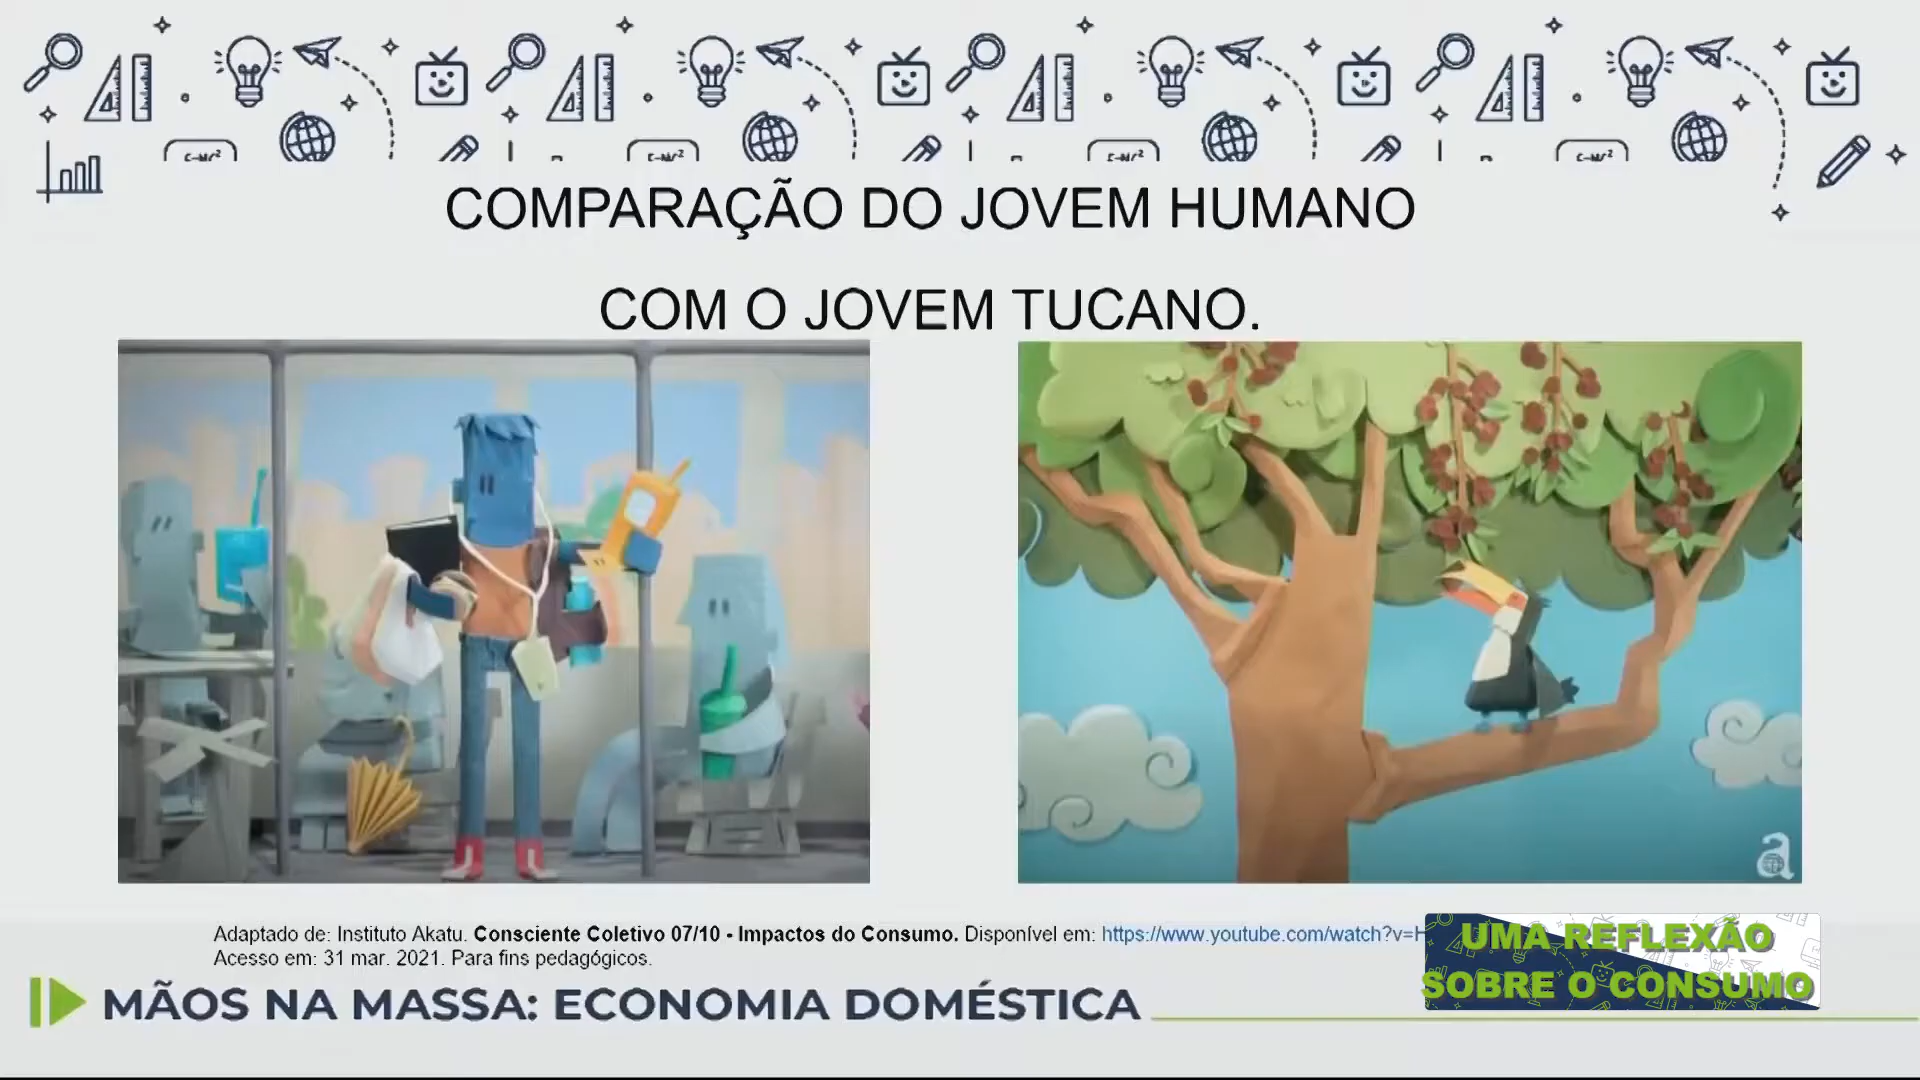 COMPARAÇÃO DO JOVEM HUMANO
COM O JOVEM TUCANO.
a
Adaptado de: Instituto Akatu. Consciente Coletivo 07/10 - Impactos do Consumo. Disponível em: https://www.youtube.com/watch?v=H
Acesso em: 31 mar. 2021. Para fins pedagógicos.
UMA REFLEXÃO
SOBRE O CONSUMO
MÃOS NA MASSA: ECONOMIA DOMÉSTICA